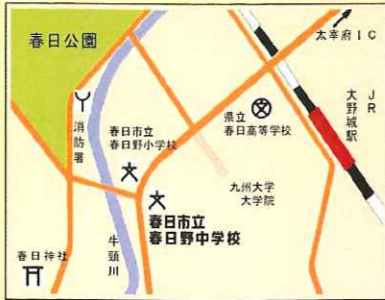 春日公園
太宰府IC
消防署
春日市立
春日野小学校
県立
春日高等学校
JR
大野城駅
九州大学
大学院
春日市立
春日野中学校
牛頸川
春日神社